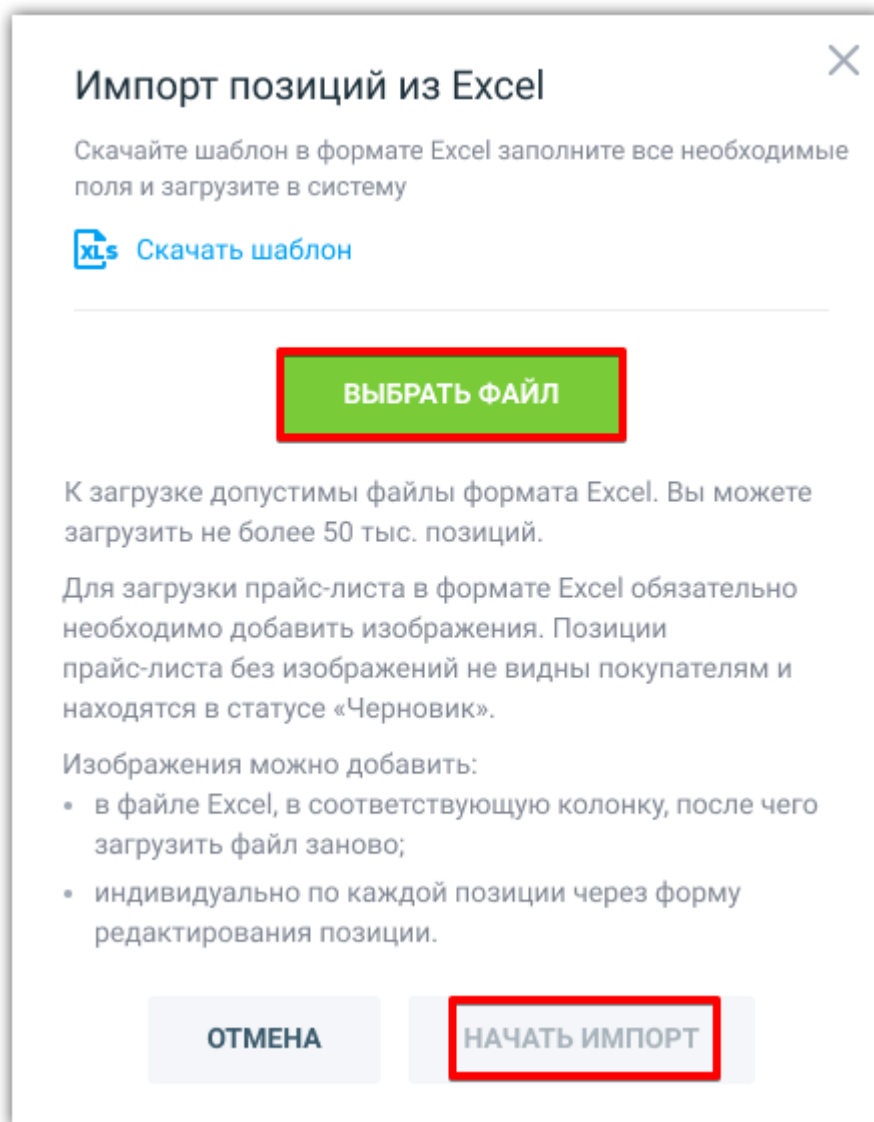 Импорт позиций из Excel
Скачайте шаблон в формате Excel заполните все необходимые
поля и загрузите в систему
XLS Скачать шаблон
ВЫБРАТЬ ФАЙЛ
К загрузке допустимы файлы формата Excel. Вы можете
загрузить не более 50 тыс. позиций.
Для загрузки прайс-листа в формате Excel обязательно
необходимо добавить изображения. Позиции
прайс-листа без изображений не видны покупателям и
находятся в статусе «Черновик».
Изображения можно добавить:
• в файле Excel, в соответствующую колонку, после чего
загрузить файл заново;
• индивидуально по каждой позиции через форму
редактирования позиции.
ОТМЕНА НАЧАТЬ ИМПОРТ